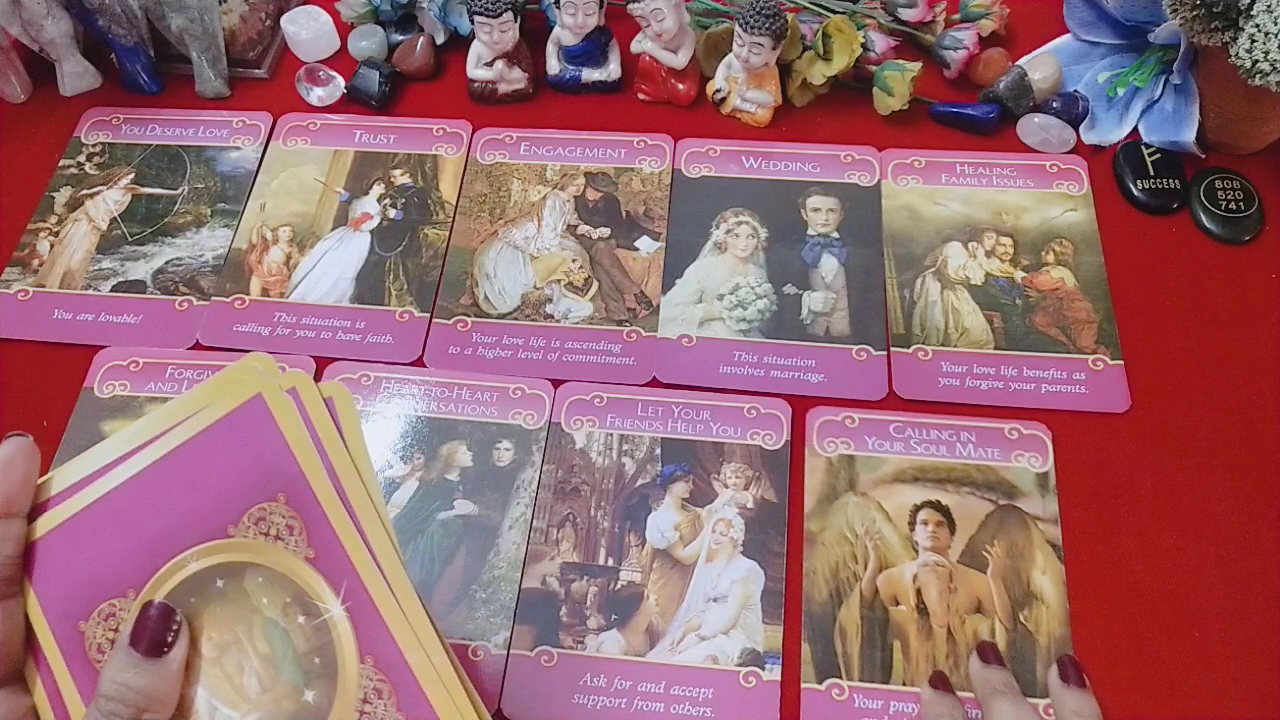 You Deserve Love
You are lovable!
Trust
This situation is
calling for you to have faith.
Engagement
Your love life is ascending
to a higher level of commitment.
Wedding
This situation
involves marriage.
Healing
Family Issues
Your love life benefits as
you forgive your parents.
F
SUCCESS
808
520
741
and
Heart-to-Heart
Let Your
Friends Help You
Ask for and accept
support from others.
Calling in
Your Soul Mate
Your